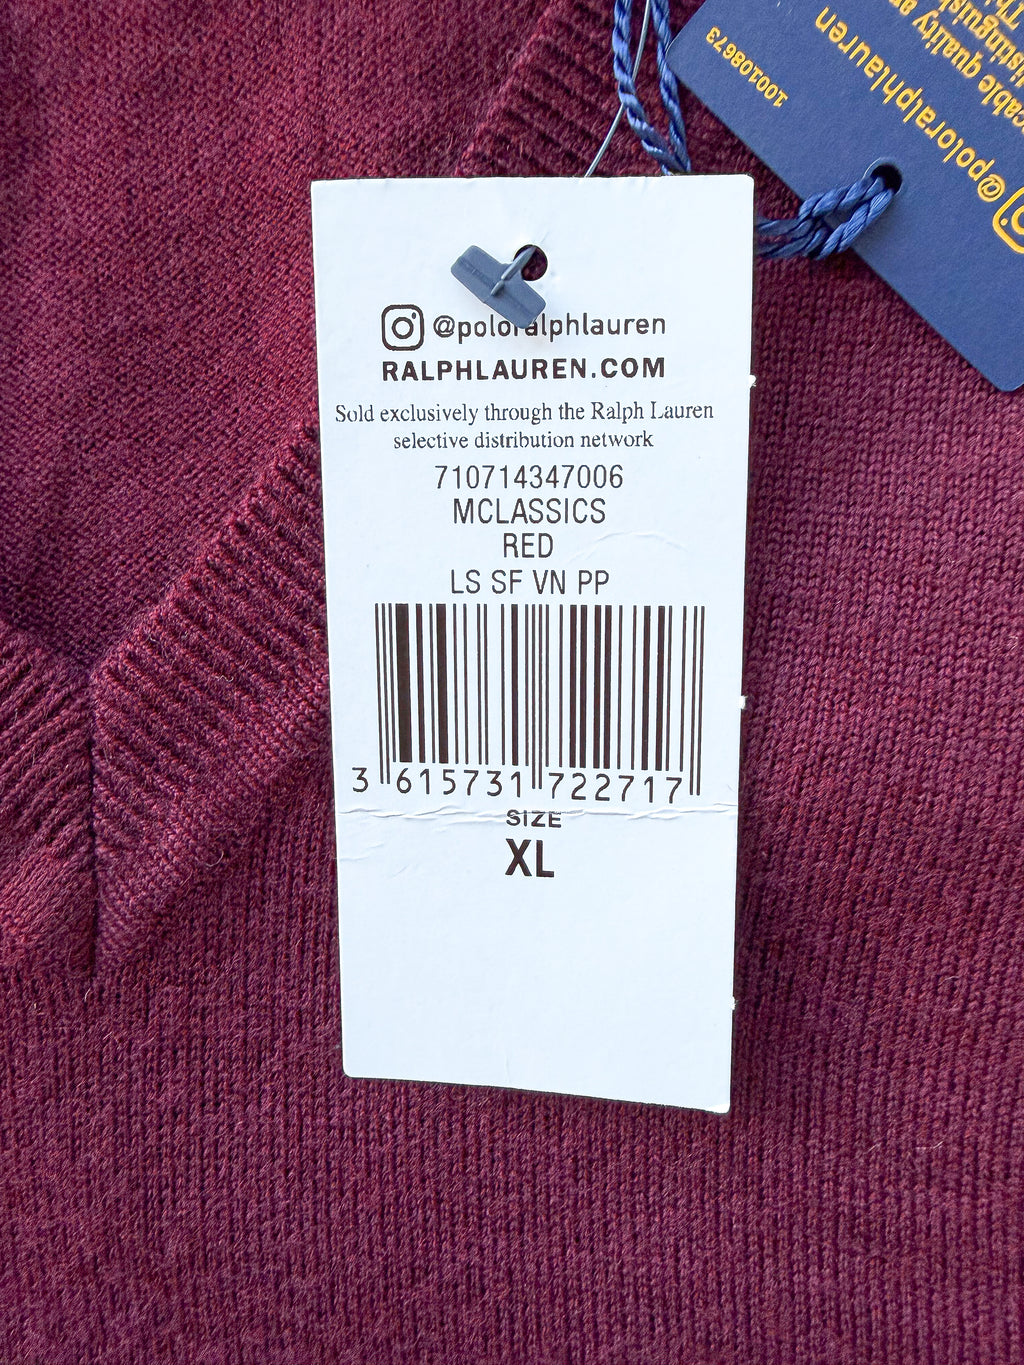 @poloralphlauren
RALPHLAUREN.COM
Sold exclusively through the Ralph Lauren
selective distribution network
710714347006
MCLASSICS
RED
LS SF VN PP
3 615731 722717
SIZE
XL
@poloralphlauren
quality
100108673